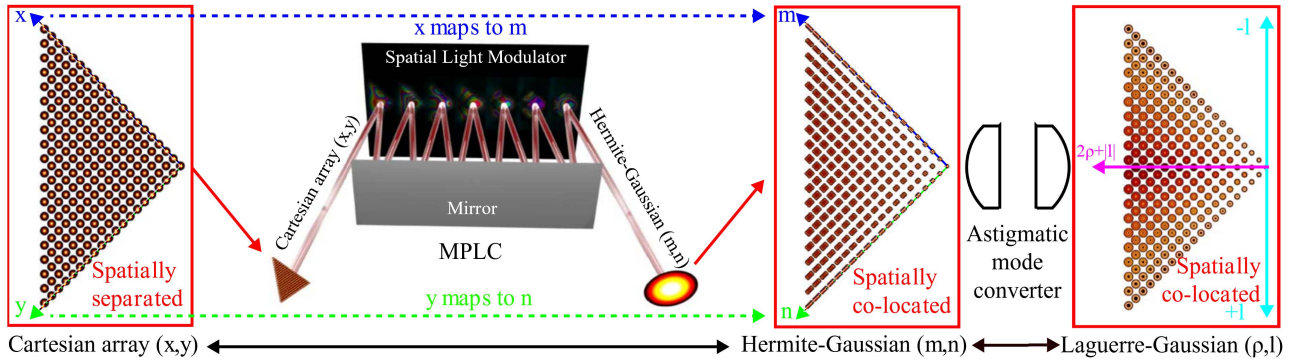 x
x maps to m
m
-l
Spatial Light Modulator
Cartesian array (x,y)
Hermite-Gaussian (m,n)
Mirror
MPLC
2ρ+|l|
Spatially
separated
Spatially
co-located
Astigmatic
mode
converter
Spatially
co-located
y
y maps to n
n
+l
Cartesian array (x,y)
Hermite-Gaussian (m,n)
Laguerre-Gaussian (ρ,l)